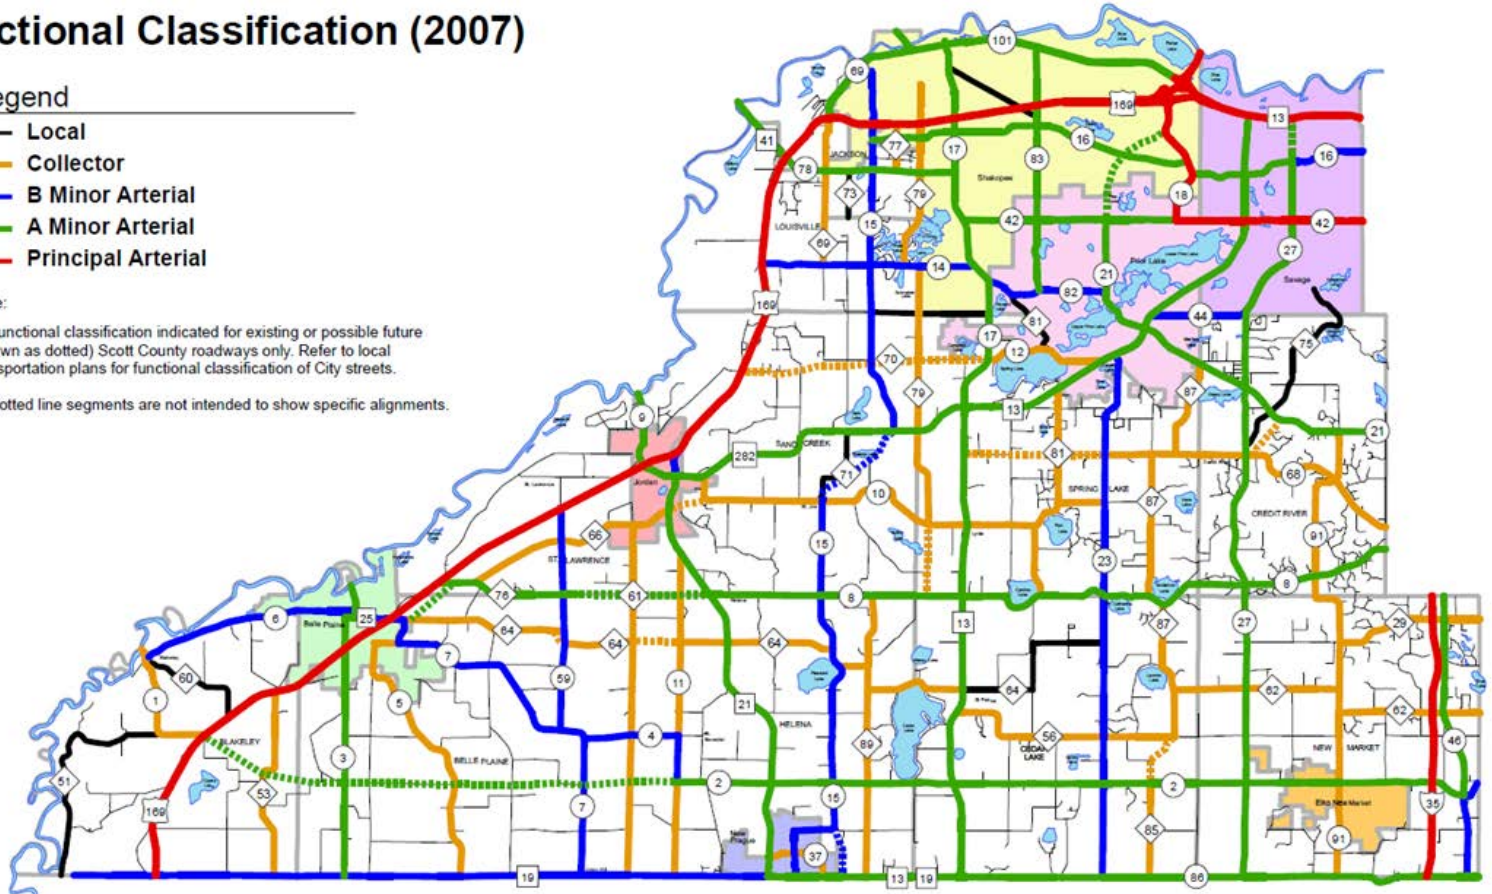 ctional Classification (2007)
egend
Local
Collector
B Minor Arterial
A Minor Arterial
Principal Arterial
e:
unctional classification indicated for existing or possible future
wn as dotted) Scott County roadways only. Refer to local
sportation plans for functional classification of City streets.
otted line segments are not intended to show specific alignments.
101
69
169
13
41
JACKSON
77
17
83
16
16
78
73
79
Shakopee
18
15
LOUISVILLE
69
42
42
27
14
21
Prior Lake
Savage
82
169
81
44
17
12
75
70
79
87
9
13
21
282
SAND CREEK
81
71
68
Jordan
10
SPRING LAKE
87
CREDIT RIVER
66
15
91
ST. LAWRENCE
23
76
61
8
8
6
25
Belle Plaine
64
64
64
13
87
27
29
7
60
59
11
64
62
62
1
5
21
HELENA
4
56
BLAKELEY
3
BELLE PLAINE
89
CEDAR
LAKE
NEW MARKET
46
51
53
2
2
169
7
15
Elko New Market
35
85
91
New
Prague
37
19
13
19
86